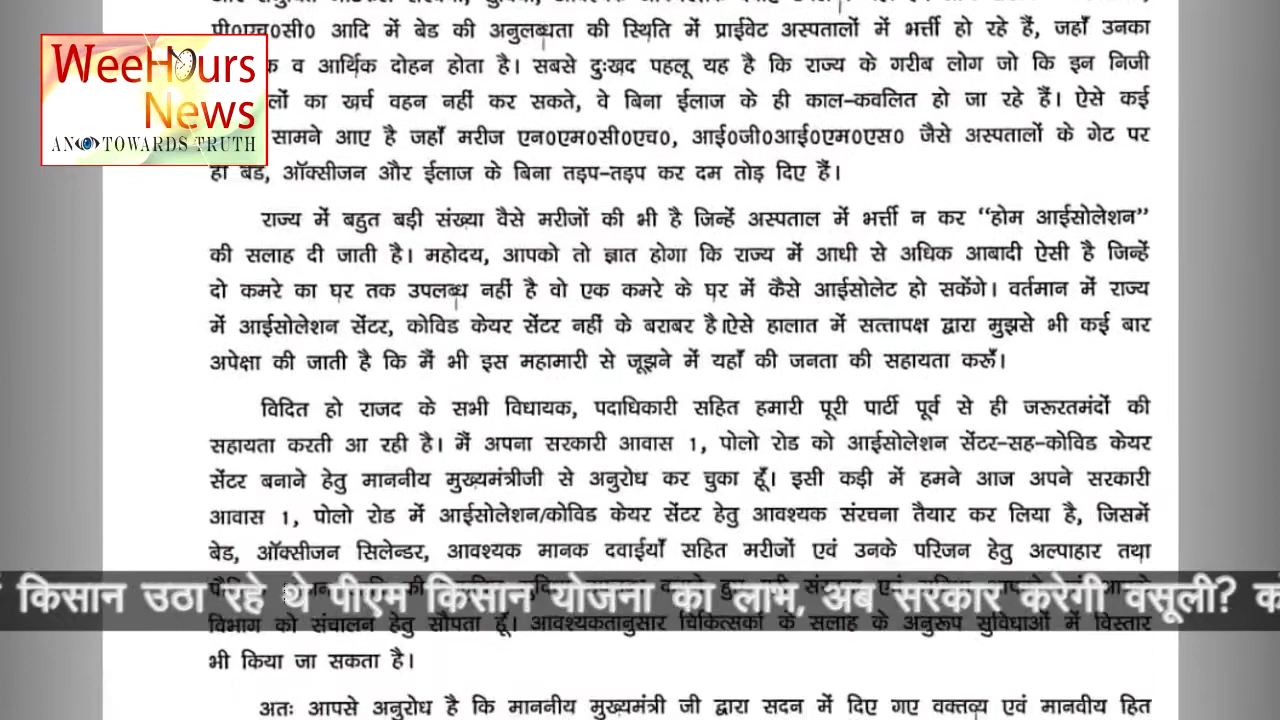 पी०एच०सी० आदि में बेड की अनुलब्धता की स्थिति में प्राईवेट अस्पतालों में भर्त्ती हो रहे हैं, जहाँ उनका
व आर्थिक दोहन होता है। सबसे दुःखद पहलू यह है कि राज्य के गरीब लोग जो कि इन निजी
का खर्च वहन नहीं कर सकते, वे बिना ईलाज के ही काल-कवलित हो जा रहे हैं। ऐसे कई
सामने आए है जहाँ मरीज एन०एम०सी०एच०, आई०जी०आई०एम०एस० जैसे अस्पतालों के गेट पर
ही बेड, ऑक्सीजन और ईलाज के बिना तड़प-तड़प कर दम तोड़ दिए हैं।
WeeHours
News
AN TOWARDS TRUTH
राज्य में बहुत बड़ी संख्या वैसे मरीजों की भी है जिन्हें अस्पताल में भर्त्ती न कर “होम आईसोलेशन”
की सलाह दी जाती है। महोदय, आपको तो ज्ञात होगा कि राज्य में आधी से अधिक आबादी ऐसी है जिन्हें
दो कमरे का घर तक उपलब्ध नहीं है वो एक कमरे के घर में कैसे आईसोलेट हो सकेंगे। वर्तमान में राज्य
में आईसोलेशन सेंटर, कोविड केयर सेंटर नहीं के बराबर है।ऐसे हालात में सत्तापक्ष द्वारा मुझसे भी कई बार
अपेक्षा की जाती है कि मैं भी इस महामारी से जूझने में यहाँ की जनता की सहायता करूँ।
विदित हो राजद के सभी विधायक, पदाधिकारी सहित हमारी पूरी पार्टी पूर्व से ही जरूरतमंदों की
सहायता करती आ रही है। मैं अपना सरकारी आवास 1, पोलो रोड को आईसोलेशन सेंटर-सह-कोविड केयर
सेंटर बनाने हेतु माननीय मुख्यमंत्रीजी से अनुरोध कर चुका हूँ। इसी कड़ी में हमने आज अपने सरकारी
आवास 1, पोलो रोड में आईसोलेशन/कोविड केयर सेंटर हेतु आवश्यक संरचना तैयार कर लिया है, जिसमें
बेड, ऑक्सीजन सिलेन्डर, आवश्यक मानक दवाईयाँ सहित मरीजों एवं उनके परिजन हेतु अल्पाहार तथा
किसान उठा रहे थे पीएम किसान योजना का लाभ, अब सरकार करेगी वसूली?
विभाग को संचालन हेतु सौंपता हूँ। आवश्यकतानुसार चिकित्सकों के सलाह के अनुरूप सुविधाओं में विस्तार
भी किया जा सकता है।
अतः आपसे अनुरोध है कि माननीय मुख्यमंत्री जी द्वारा सदन में दिए गए वक्तव्य एवं मानवीय हित